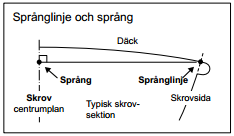 Språnglinje och språng
Däck
Språng
Språnglinje
Skrov
centrumplan
Typisk skrov-
sektion
Skrovsida